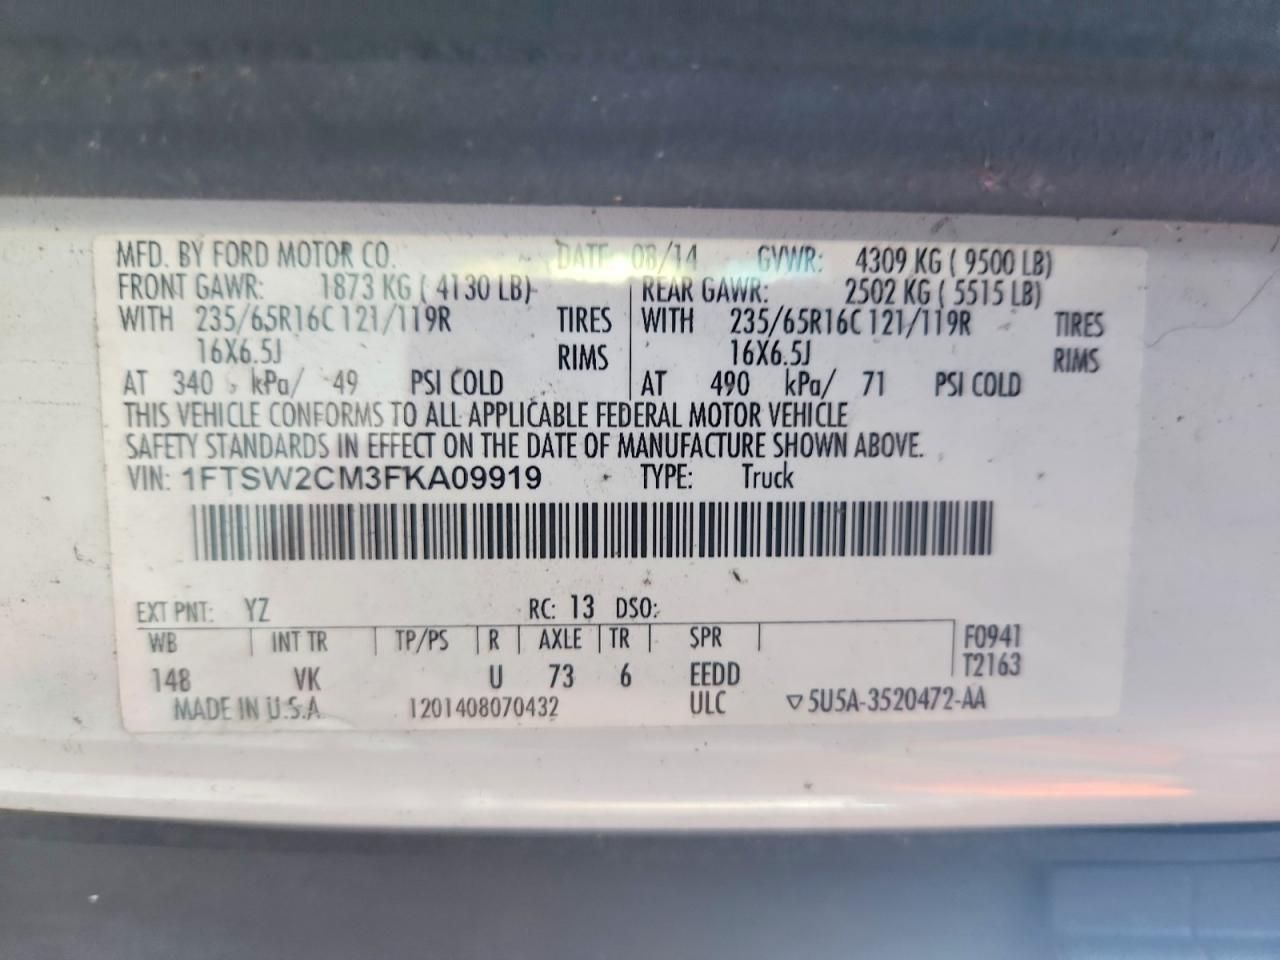 MFD. BY FORD MOTOR CO. DATE 08/14 GVWR: 4309 KG ( 9500 LB)
FRONT GAWR: 1873 KG ( 4130 LB) REAR GAWR: 2502 KG ( 5515 LB)
WITH 235/65R16C 121/119R TIRES WITH 235/65R16C 121/119R TIRES
16X6.5J RIMS 16X6.5J RIMS
AT 340 kPa/ 49 PSI COLD AT 490 kPa/ 71 PSI COLD
THIS VEHICLE CONFORMS TO ALL APPLICABLE FEDERAL MOTOR VEHICLE
SAFETY STANDARDS IN EFFECT ON THE DATE OF MANUFACTURE SHOWN ABOVE.
VIN: 1FTSW2CM3FKA09919 TYPE: Truck
EXT PNT: YZ RC: 13 DSO:
WB INT TR TP/PS R AXLE TR SPR F0941
148 VK U 73 6 EEDD T2163
MADE IN U.S.A. 1201408070432 ULC ▽ 5U5A-3520472-AA